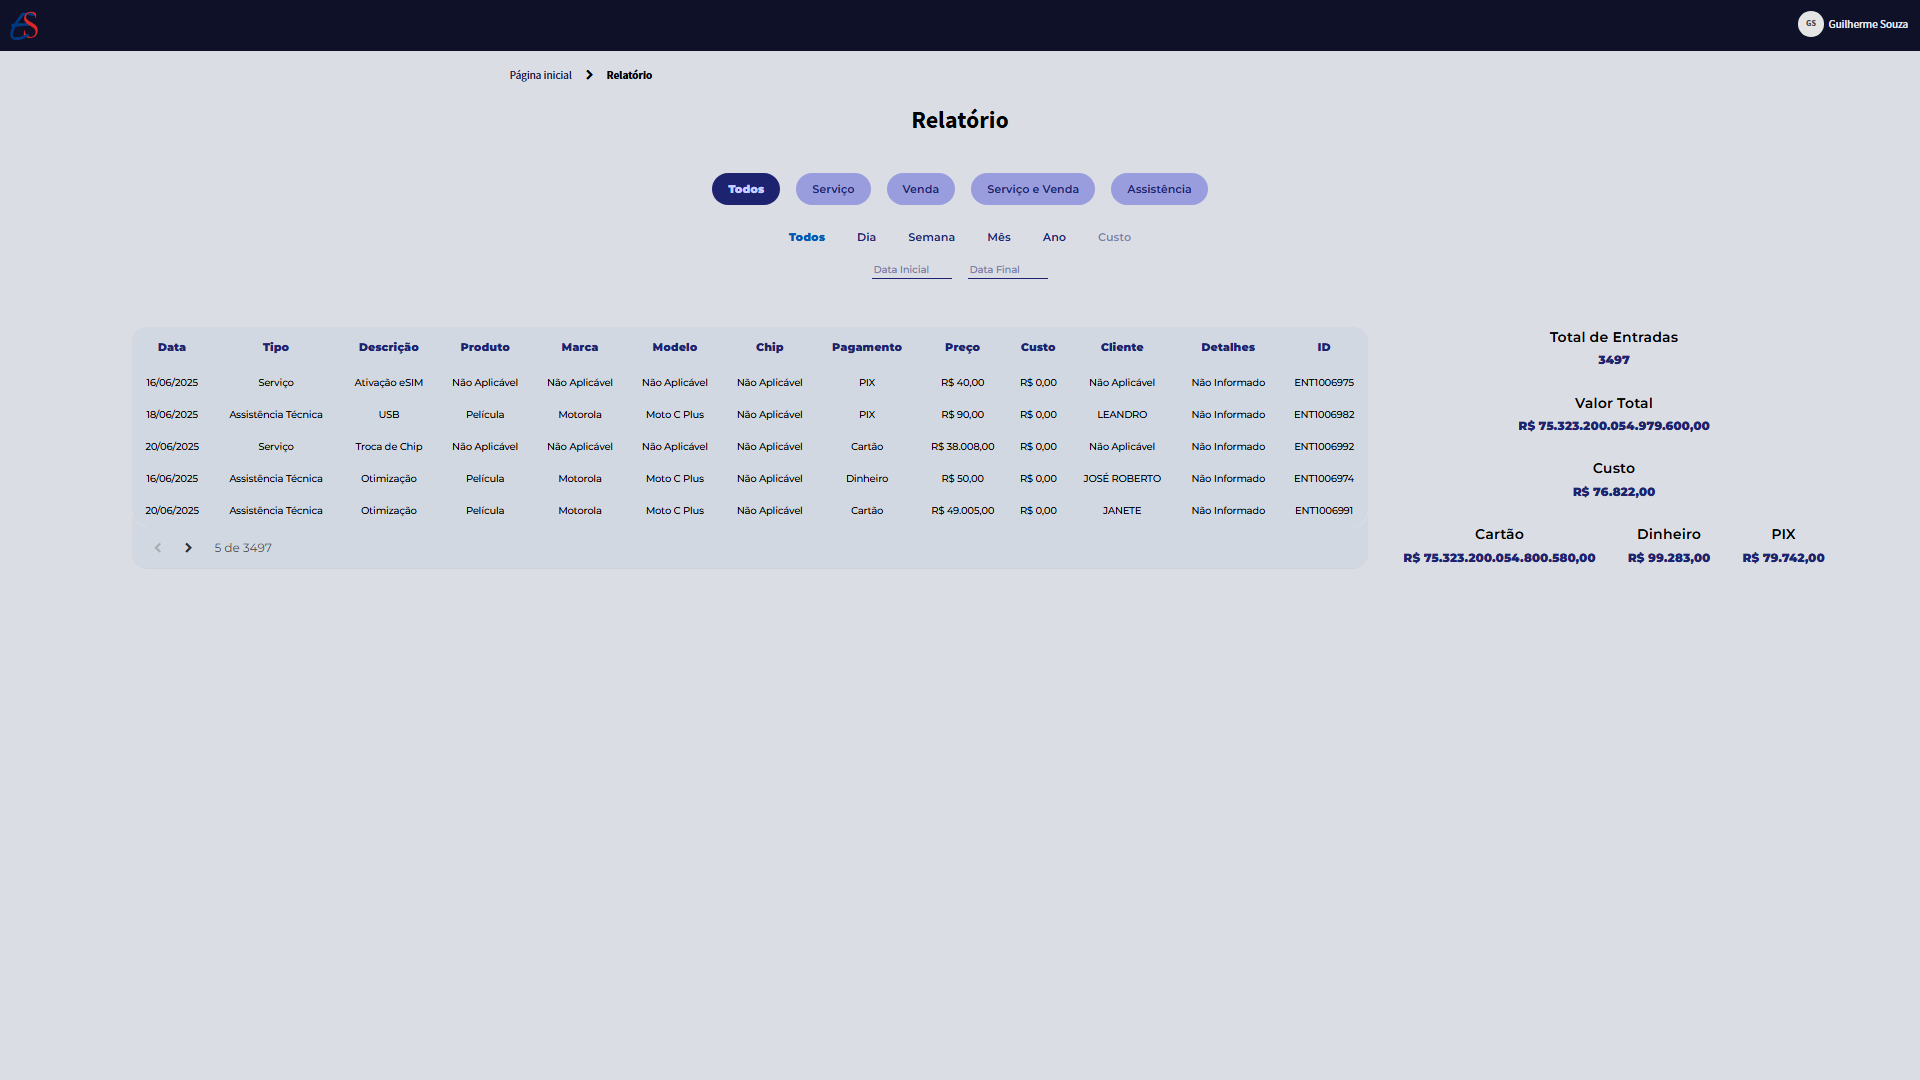 GS Guilherme Souza
Página inicial Relatório
Relatório
Todos Serviço Venda Serviço e Venda Assistência
Todos Dia Semana Mês Ano Custo
Data Inicial Data Final
Data Tipo Descrição Produto Marca Modelo Chip Pagamento Preço Custo Cliente Detalhes ID
16/06/2025 Serviço Ativação eSIM Não Aplicável Não Aplicável Não Aplicável Não Aplicável PIX R$ 40,00 R$ 0,00 Não Aplicável Não Informado ENT1006975
18/06/2025 Assistência Técnica USB Película Motorola Moto C Plus Não Aplicável PIX R$ 90,00 R$ 0,00 LEANDRO Não Informado ENT1006982
20/06/2025 Serviço Troca de Chip Não Aplicável Não Aplicável Não Aplicável Não Aplicável Cartão R$ 38.008,00 R$ 0,00 Não Aplicável Não Informado ENT1006992
16/06/2025 Assistência Técnica Otimização Película Motorola Moto C Plus Não Aplicável Dinheiro R$ 50,00 R$ 0,00 JOSÉ ROBERTO Não Informado ENT1006974
20/06/2025 Assistência Técnica Otimização Película Motorola Moto C Plus Não Aplicável Cartão R$ 49.005,00 R$ 0,00 JANETE Não Informado ENT1006991
5 de 3497
Total de Entradas
3497
Valor Total
R$ 75.323.200.054.979.600,00
Custo
R$ 76.822,00
Cartão Dinheiro PIX
R$ 75.323.200.054.800.580,00 R$ 99.283,00 R$ 79.742,00